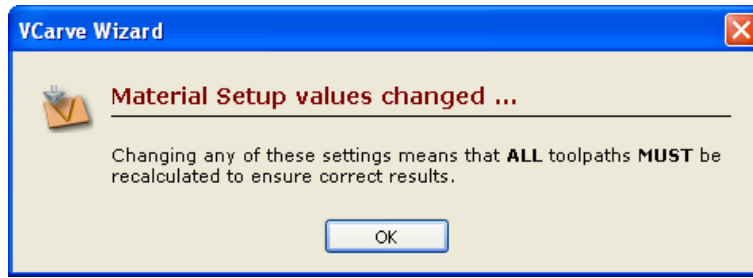 VCarve Wizard
Material Setup values changed ...
Changing any of these settings means that ALL toolpaths MUST be
recalculated to ensure correct results.
OK